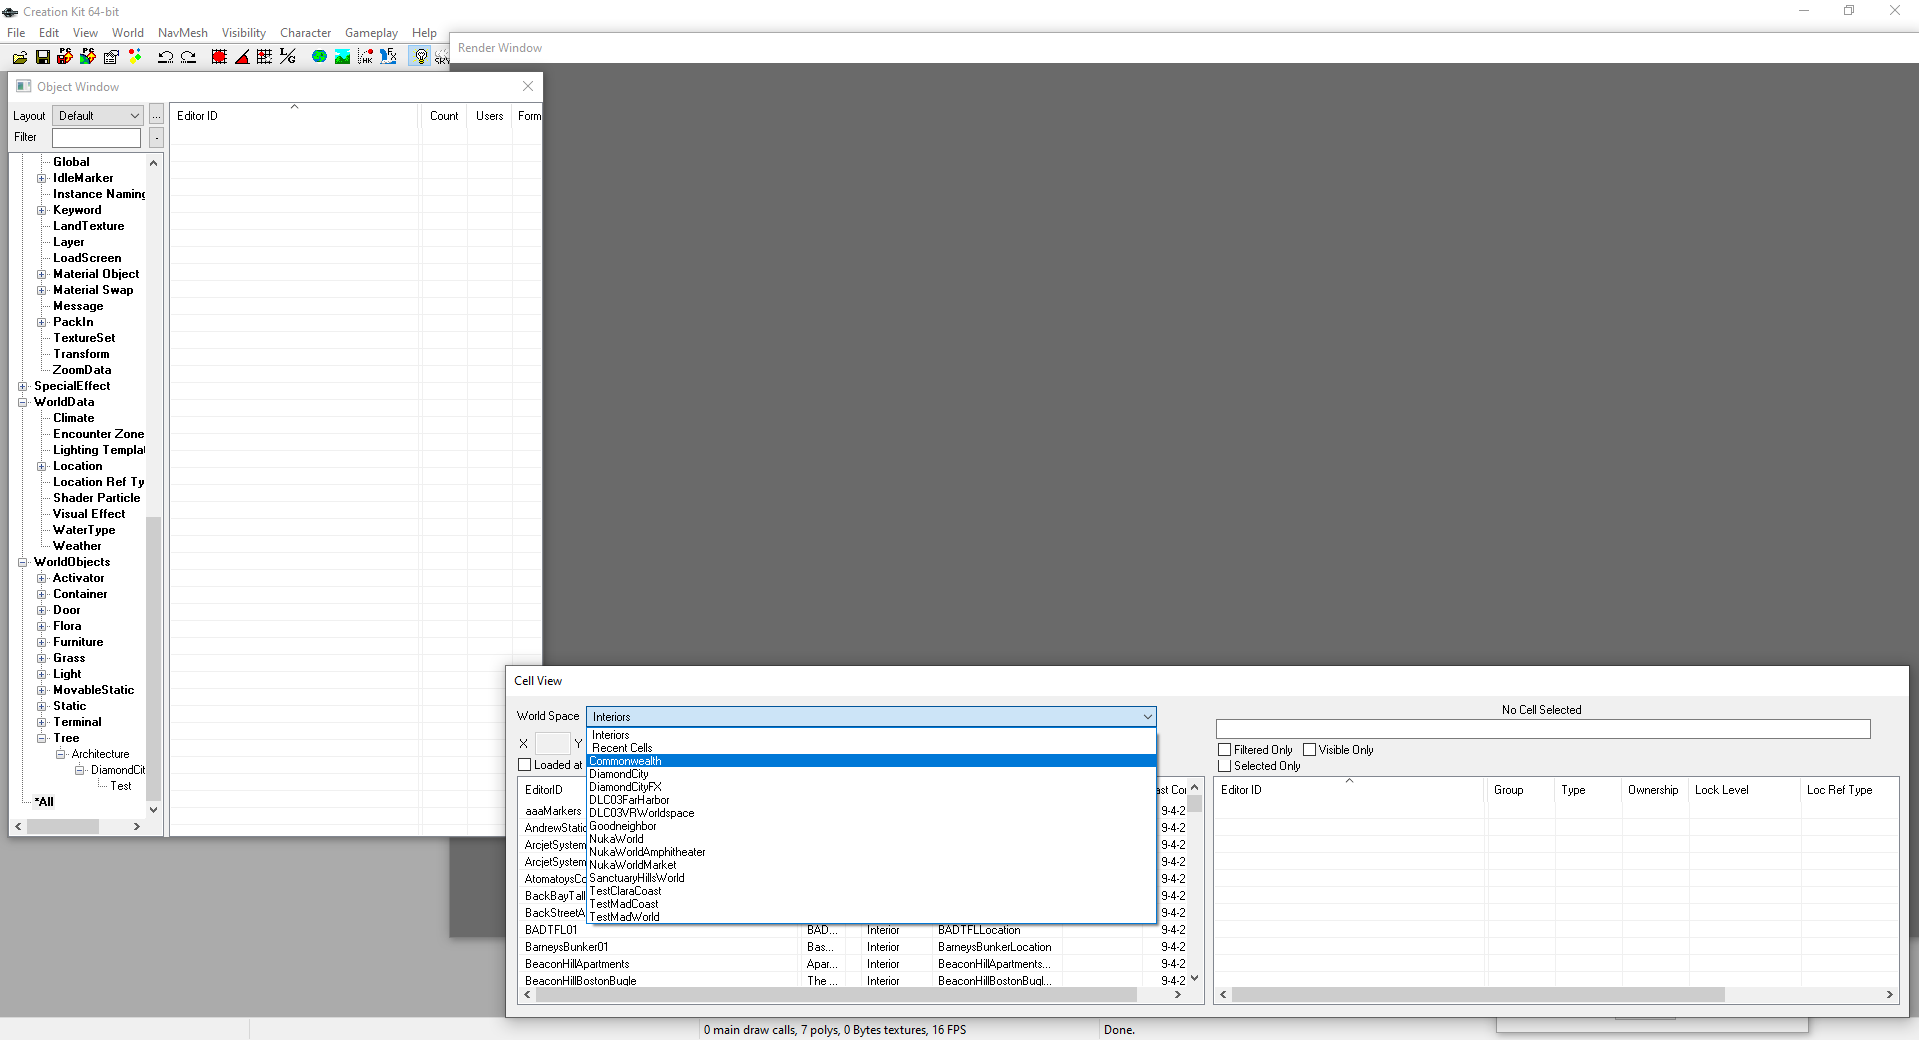 Creation Kit 64-bit
File Edit View World NavMesh Visibility Character Gameplay Help
Render Window
Object Window
Layout Default ...
Filter -
Editor ID Count Users Form
Global
IdleMarker
Instance Naming
Keyword
LandTexture
Layer
LoadScreen
Material Object
Material Swap
Message
PackIn
TextureSet
Transform
ZoomData
SpecialEffect
WorldData
Climate
Encounter Zone
Lighting Templat
Location
Location Ref Ty
Shader Particle
Visual Effect
WaterType
Weather
WorldObjects
Activator
Container
Door
Flora
Furniture
Grass
Light
MovableStatic
Static
Terminal
Tree
Architecture
DiamondCit
Test
*All
Cell View
World Space Interiors
X Y
Loaded at
Interiors
Recent Cells
Commonwealth
DiamondCity
DiamondCityFX
DLC03FarHarbor
DLC03VRWorldspace
Goodneighbor
NukaWorld
NukaWorldAmphitheater
NukaWorldMarket
SanctuaryHillsWorld
TestClaraCoast
TestMadCoast
TestMadWorld
EditorID ast Cor
aaaMarkers 9-4-2
AndrewStatio 9-4-2
ArcjetSystem 9-4-2
ArcjetSystem 9-4-2
AtomatoysCo 9-4-2
BackBayTall 9-4-2
BackStreetA 9-4-2
BADTFL01 BAD... Interior BADTFLLocation 9-4-2
BarneysBunker01 Bas... Interior BarneysBunkerLocation 9-4-2
BeaconHillApartments Apar... Interior BeaconHillApartments... 9-4-2
BeaconHillBostonBugle The ... Interior BeaconHillBostonBugl... 9-4-2
No Cell Selected
Filtered Only Visible Only
Selected Only
Editor ID Group Type Ownership Lock Level Loc Ref Type
0 main draw calls, 7 polys, 0 Bytes textures, 16 FPS Done.